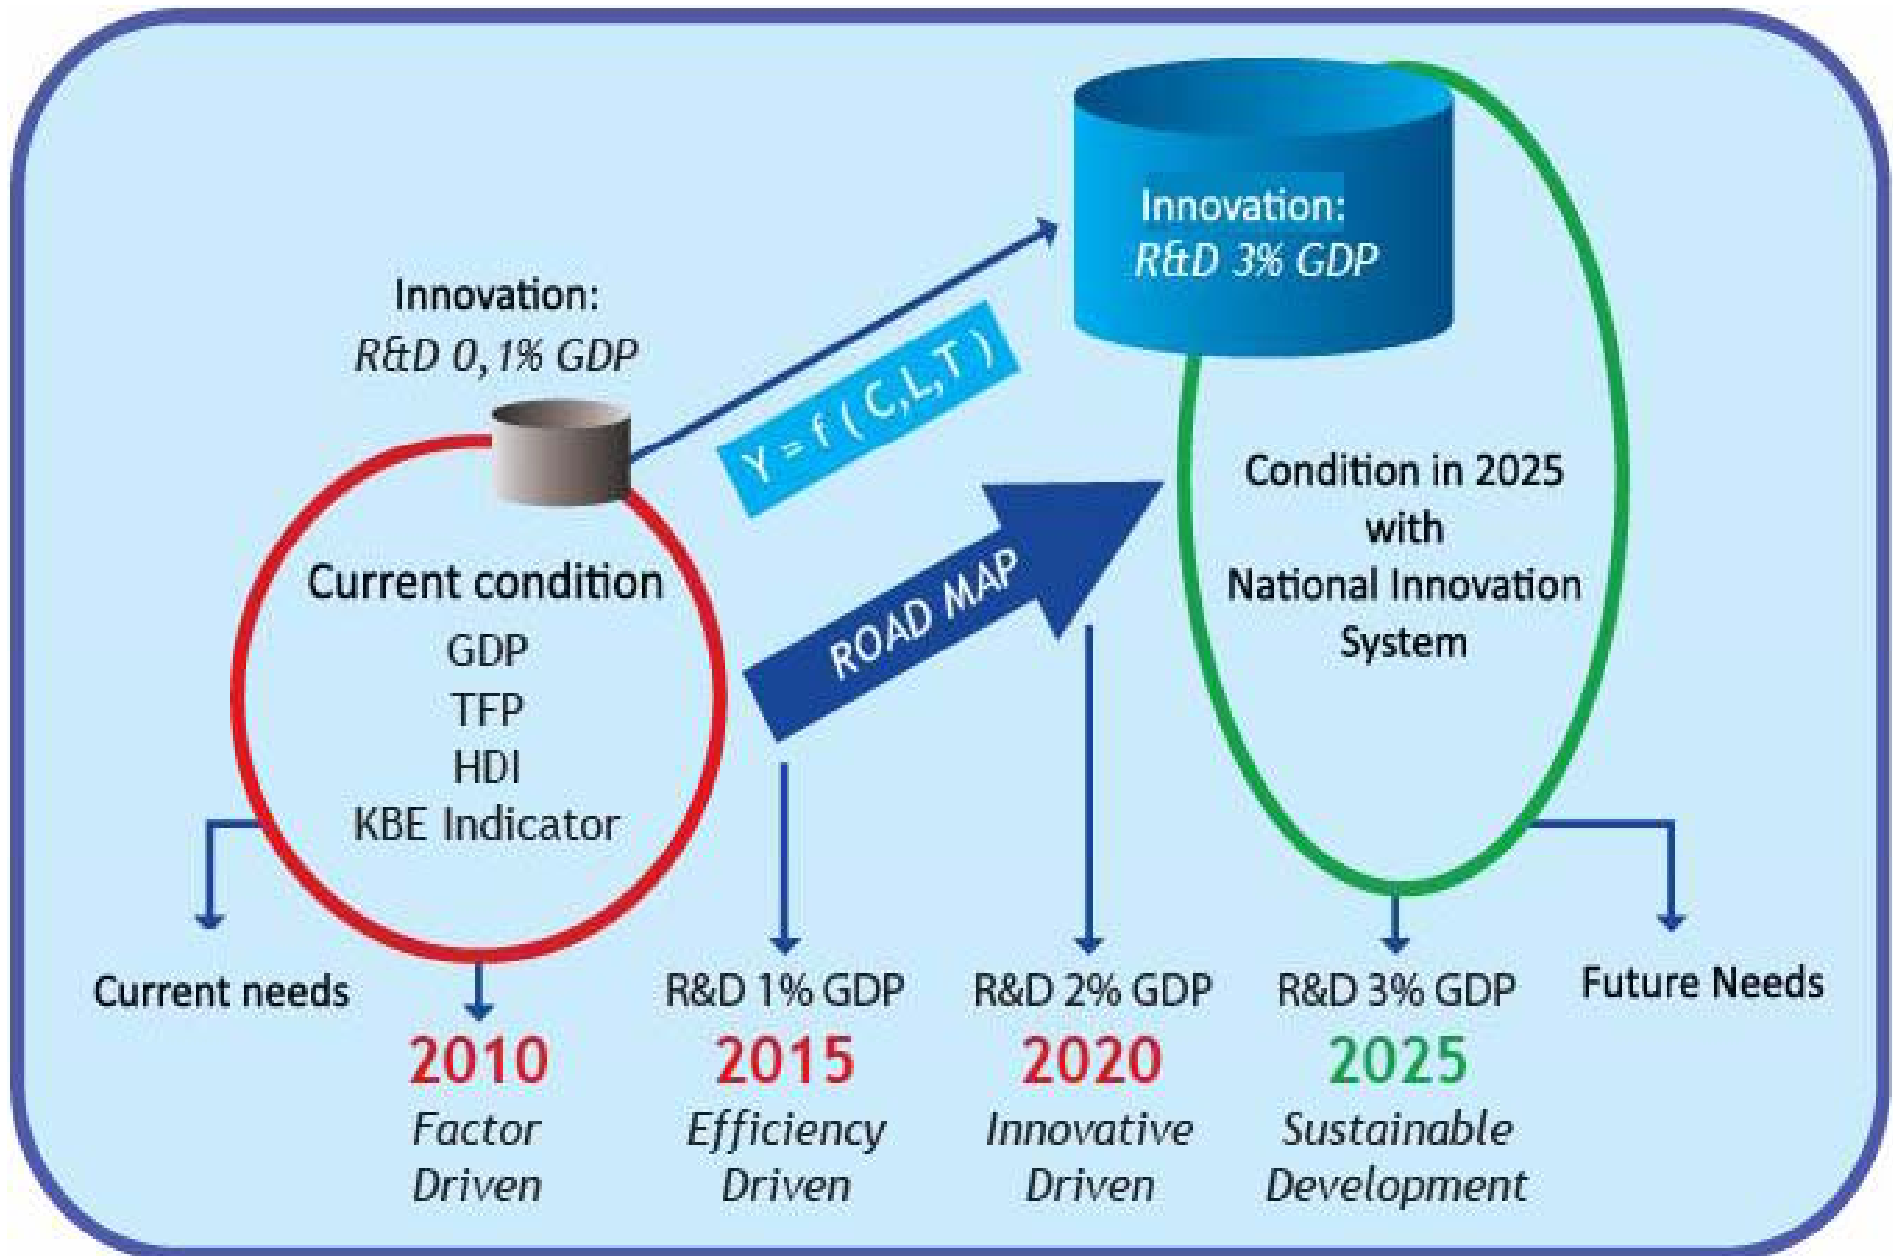 Innovation:
R&D 3% GDP
Innovation:
R&D 0,1% GDP
Y = f ( C,L,T )
ROAD MAP
Current condition
GDP
TFP
HDI
KBE Indicator
Condition in 2025
with
National Innovation
System
Current needs
2010
Factor
Driven
R&D 1% GDP
2015
Efficiency
Driven
R&D 2% GDP
2020
Innovative
Driven
R&D 3% GDP
2025
Sustainable
Development
Future Needs